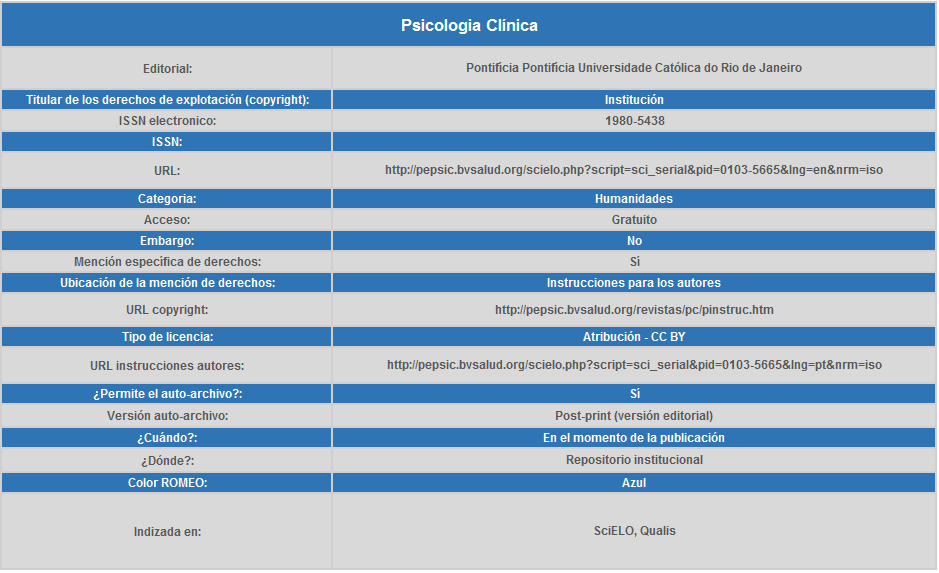 Psicologia Clínica
Editorial: Pontificia Pontificia Universidade Católica do Rio de Janeiro
Titular de los derechos de explotación (copyright): Institución
ISSN electronico: 1980-5438
ISSN:
URL: http://pepsic.bvsalud.org/scielo.php?script=sci_serial&pid=0103-5665&lng=en&nrm=iso
Categoria: Humanidades
Acceso: Gratuito
Embargo: No
Mención específica de derechos: Sí
Ubicación de la mención de derechos: Instrucciones para los autores
URL copyright: http://pepsic.bvsalud.org/revistas/pc/pinstruc.htm
Tipo de licencia: Atribución - CC BY
URL instrucciones autores: http://pepsic.bvsalud.org/scielo.php?script=sci_serial&pid=0103-5665&lng=pt&nrm=iso
¿Permite el auto-archivo?: Sí
Versión auto-archivo: Post-print (versión editorial)
¿Cuándo?: En el momento de la publicación
¿Dónde?: Repositorio institucional
Color ROMEO: Azul
Indizada en: SciELO, Qualis